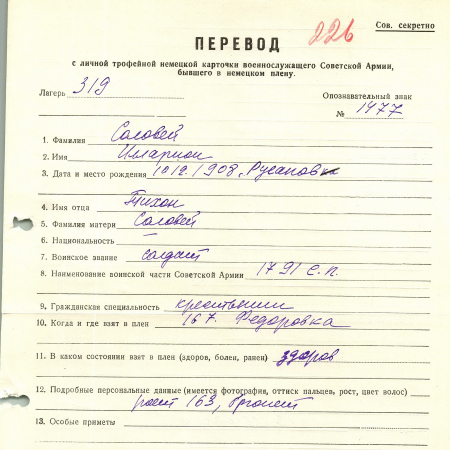 Сов. секретно
226
ПЕРЕВОД
с личной трофейной немецкой карточки военнослужащего Советской Армии,
бывшего в немецком плену.
Лагерь 319
Опознавательный знак
№ 1477
1. Фамилия Соловей
2. Имя Илларион
3. Дата и место рождения 1908, Русановка
4. Имя отца Тихон
5. Фамилия матери Соловей
6. Национальность —
7. Воинское звание солдат
8. Наименование воинской части Советской Армии 1791 с.п.
9. Гражданская специальность крестьянин
10. Когда и где взят в плен 16 7. Федоровка
11. В каком состоянии взят в плен (здоров, болен, ранен) здоров
12. Подробные персональные данные (имеется фотография, оттиск пальцев, рост, цвет волос)
рост 163, брюнет
13. Особые приметы